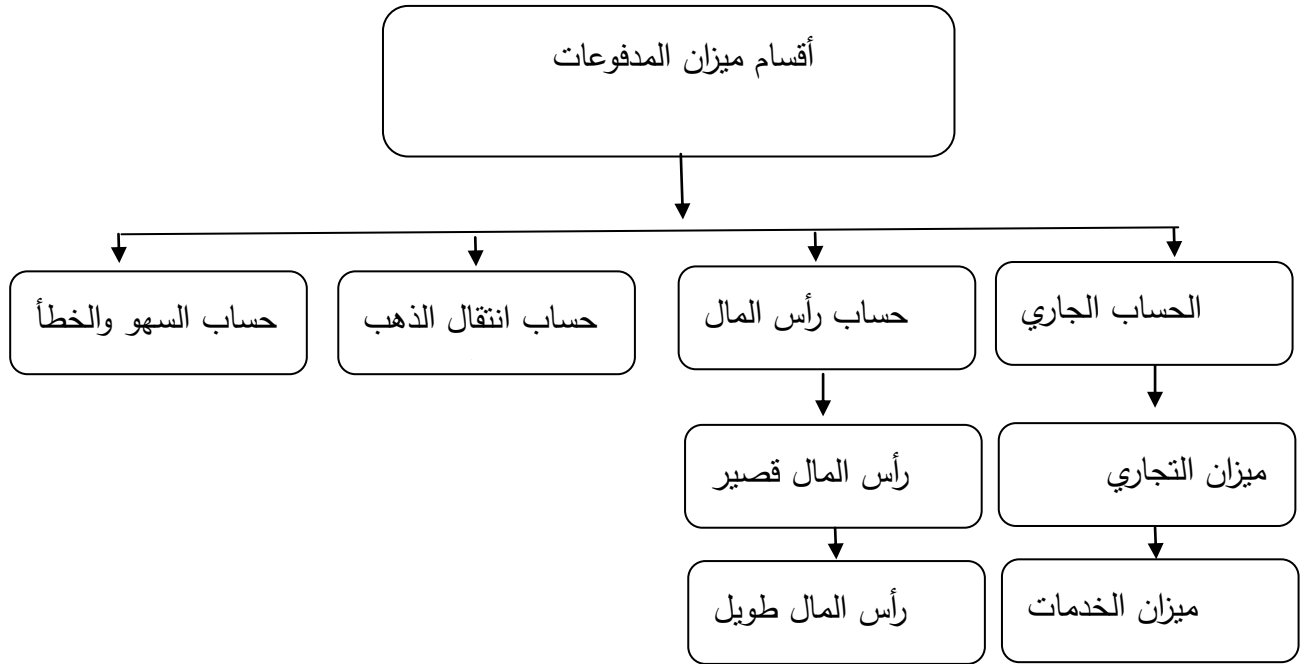 أقسام ميزان المدفوعات
الحساب الجاري
حساب رأس المال
حساب انتقال الذهب
حساب السهو والخطأ
ميزان التجاري
رأس المال قصير
ميزان الخدمات
رأس المال طويل